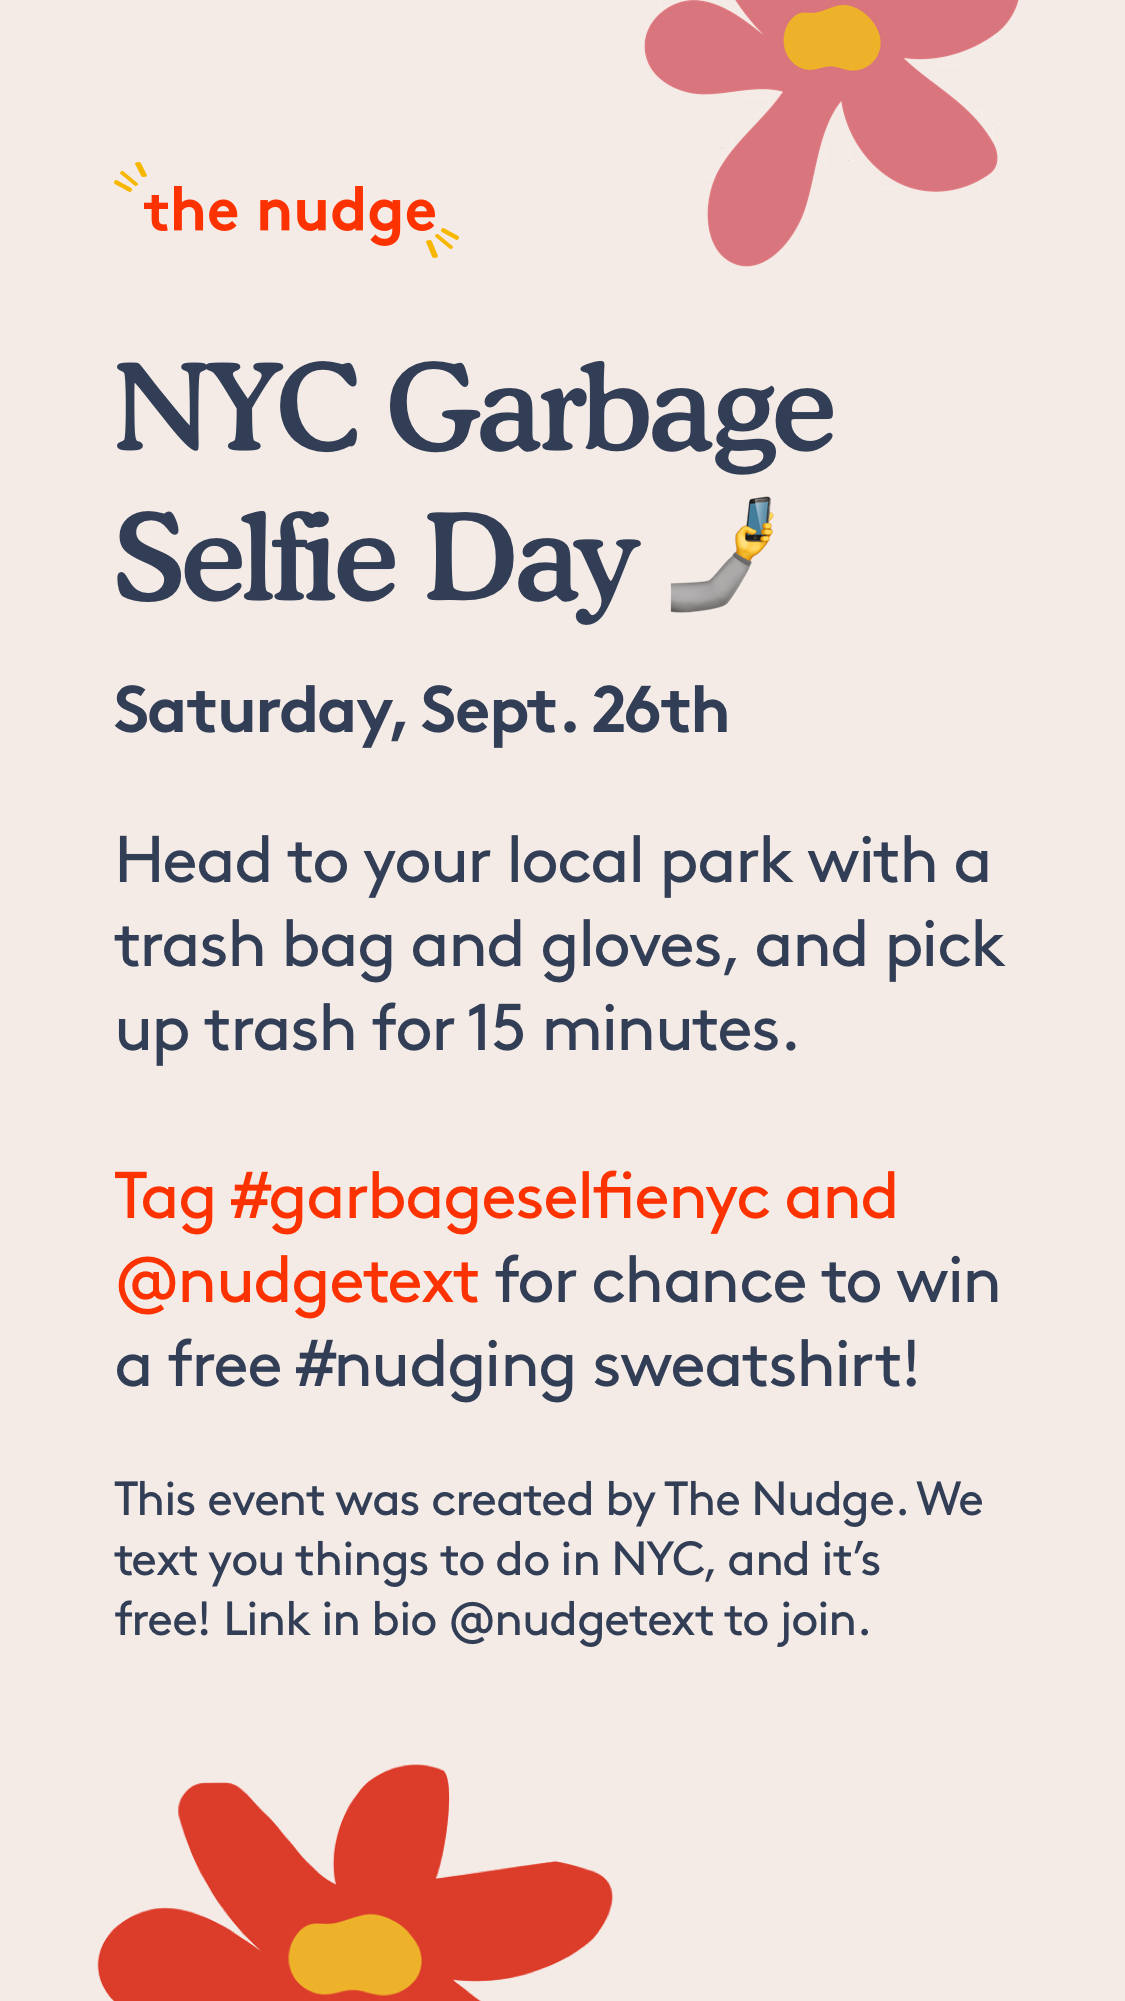 the nudge
NYC Garbage
Selfie Day
Saturday, Sept. 26th
Head to your local park with a
trash bag and gloves, and pick
up trash for 15 minutes.
Tag #garbageselfienyc and
@nudgetext for chance to win
a free #nudging sweatshirt!
This event was created by The Nudge. We
text you things to do in NYC, and it’s
free! Link in bio @nudgetext to join.